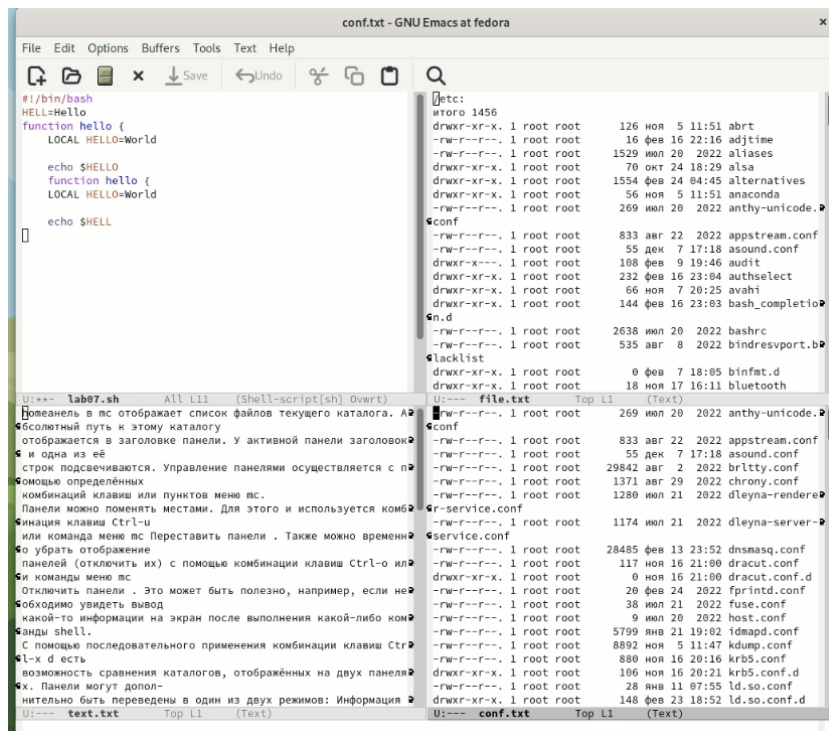 conf.txt - GNU Emacs at fedora
File Edit Options Buffers Tools Text Help
Save Undo
#!/bin/bash
HELL=Hello
function hello {
LOCAL HELLO=World
echo $HELLO
function hello {
LOCAL HELLO=World
echo $HELL
U:**- lab07.sh All L11 (Shell-script[sh] Ovwrt)
/etc:
итого 1456
drwxr-xr-x. 1 root root 126 ноя 5 11:51 abrt
-rw-r--r--. 1 root root 16 фев 16 22:16 adjtime
-rw-r--r--. 1 root root 1529 июл 20 2022 aliases
drwxr-xr-x. 1 root root 70 окт 24 18:29 alsa
drwxr-xr-x. 1 root root 1554 фев 24 04:45 alternatives
drwxr-xr-x. 1 root root 56 ноя 5 11:51 anaconda
-rw-r--r--. 1 root root 269 июл 20 2022 anthy-unicode.
conf
-rw-r--r--. 1 root root 833 авг 22 2022 appstream.conf
-rw-r--r--. 1 root root 55 дек 7 17:18 asound.conf
drwxr-x---. 1 root root 108 фев 9 19:46 audit
drwxr-xr-x. 1 root root 232 фев 16 23:04 authselect
drwxr-xr-x. 1 root root 66 ноя 7 20:25 avahi
drwxr-xr-x. 1 root root 144 фев 16 23:03 bash_completio
n.d
-rw-r--r--. 1 root root 2638 июл 20 2022 bashrc
-rw-r--r--. 1 root root 535 авг 8 2022 bindresvport.b
lacklist
drwxr-xr-x. 1 root root 0 фев 7 18:05 binfmt.d
drwxr-xr-x. 1 root root 18 ноя 17 16:11 bluetooth
U:--- file.txt Top L1 (Text)
помеанель в mc отображает список файлов текущего каталога. А
бсолютный путь к этому каталогу
отображается в заголовке панели. У активной панели заголовок
и одна из её
строк подсвечиваются. Управление панелями осуществляется с п
омощью определённых
комбинаций клавиш или пунктов меню mc.
Панели можно поменять местами. Для этого и используется комб
инация клавиш Ctrl-u
или команда меню mc Переставить панели . Также можно временн
о убрать отображение
панелей (отключить их) с помощью комбинации клавиш Ctrl-o ил
и команды меню mc
Отключить панели . Это может быть полезно, например, если не
обходимо увидеть вывод
какой-то информации на экран после выполнения какой-либо ком
анды shell.
С помощью последовательного применения комбинации клавиш Ctr
l-x d есть
возможность сравнения каталогов, отображённых на двух панеля
х. Панели могут допол-
нительно быть переведены в один из двух режимов: Информация
U:--- text.txt Top L1 (Text)
-rw-r--r--. 1 root root 269 июл 20 2022 anthy-unicode.
conf
-rw-r--r--. 1 root root 833 авг 22 2022 appstream.conf
-rw-r--r--. 1 root root 55 дек 7 17:18 asound.conf
-rw-r--r--. 1 root root 29842 авг 2 2022 brltty.conf
-rw-r--r--. 1 root root 1371 авг 29 2022 chrony.conf
-rw-r--r--. 1 root root 1280 июл 21 2022 dleyna-rendere
r-service.conf
-rw-r--r--. 1 root root 1174 июл 21 2022 dleyna-server-
service.conf
-rw-r--r--. 1 root root 28485 фев 13 23:52 dnsmasq.conf
-rw-r--r--. 1 root root 117 ноя 16 21:00 dracut.conf
drwxr-xr-x. 1 root root 0 ноя 16 21:00 dracut.conf.d
-rw-r--r--. 1 root root 20 фев 24 2022 fprintd.conf
-rw-r--r--. 1 root root 38 июл 21 2022 fuse.conf
-rw-r--r--. 1 root root 9 июл 20 2022 host.conf
-rw-r--r--. 1 root root 5799 янв 21 19:02 idmapd.conf
-rw-r--r--. 1 root root 8892 ноя 5 11:47 kdump.conf
-rw-r--r--. 1 root root 880 ноя 16 20:16 krb5.conf
drwxr-xr-x. 1 root root 106 ноя 16 20:21 krb5.conf.d
-rw-r--r--. 1 root root 28 янв 11 07:55 ld.so.conf
drwxr-xr-x. 1 root root 148 фев 23 18:52 ld.so.conf.d
U:--- conf.txt Top L1 (Text)